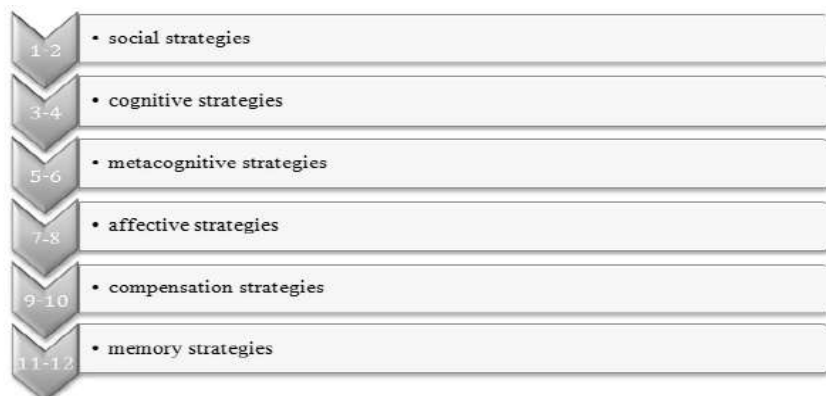 1-2
• social strategies
3-4
• cognitive strategies
5-6
• metacognitive strategies
7-8
• affective strategies
9-10
• compensation strategies
11-12
• memory strategies